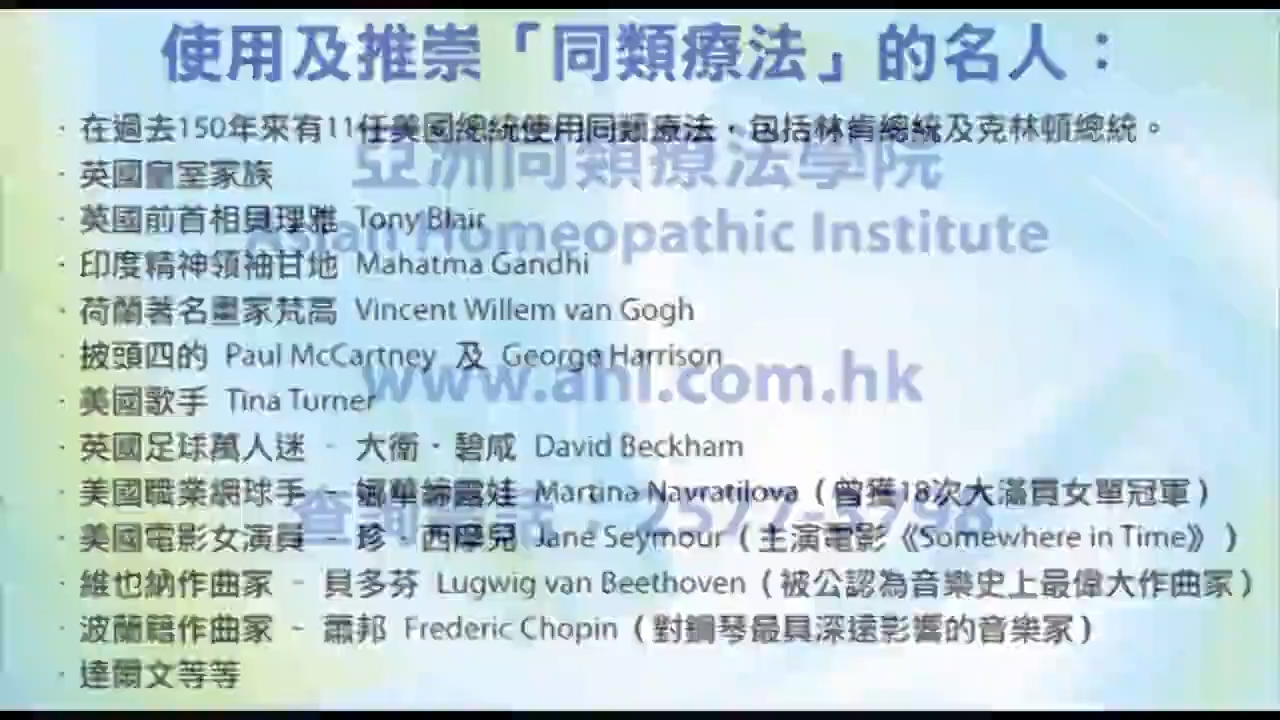 使用及推崇「同類療法」的名人：
· 在過去150年來有11任美國總統使用同類療法，包括林肯總統及克林頓總統。
亞洲同類療法學院
· 英國皇室家族
· 英國前首相貝理雅 Tony Blair
Asian Homeopathic Institute
· 印度精神領袖甘地 Mahatma Gandhi
· 荷蘭著名畫家梵高 Vincent Willem van Gogh
· 披頭四的 Paul McCartney 及 George Harrison
www.ahi.com.hk
· 美國歌手 Tina Turner
· 英國足球萬人迷 - 大衛·碧咸 David Beckham
· 美國職業網球手 - 娜華締露娃 Martina Navratilova（曾獲18次大滿貫女單冠軍）
· 美國電影女演員 - 珍·西摩兒 Jane Seymour（主演電影《Somewhere in Time》）
· 維也納作曲家 - 貝多芬 Lugwig van Beethoven（被公認為音樂史上最偉大作曲家）
· 波蘭籍作曲家 - 蕭邦 Frederic Chopin（對鋼琴最具深遠影響的音樂家）
· 達爾文等等